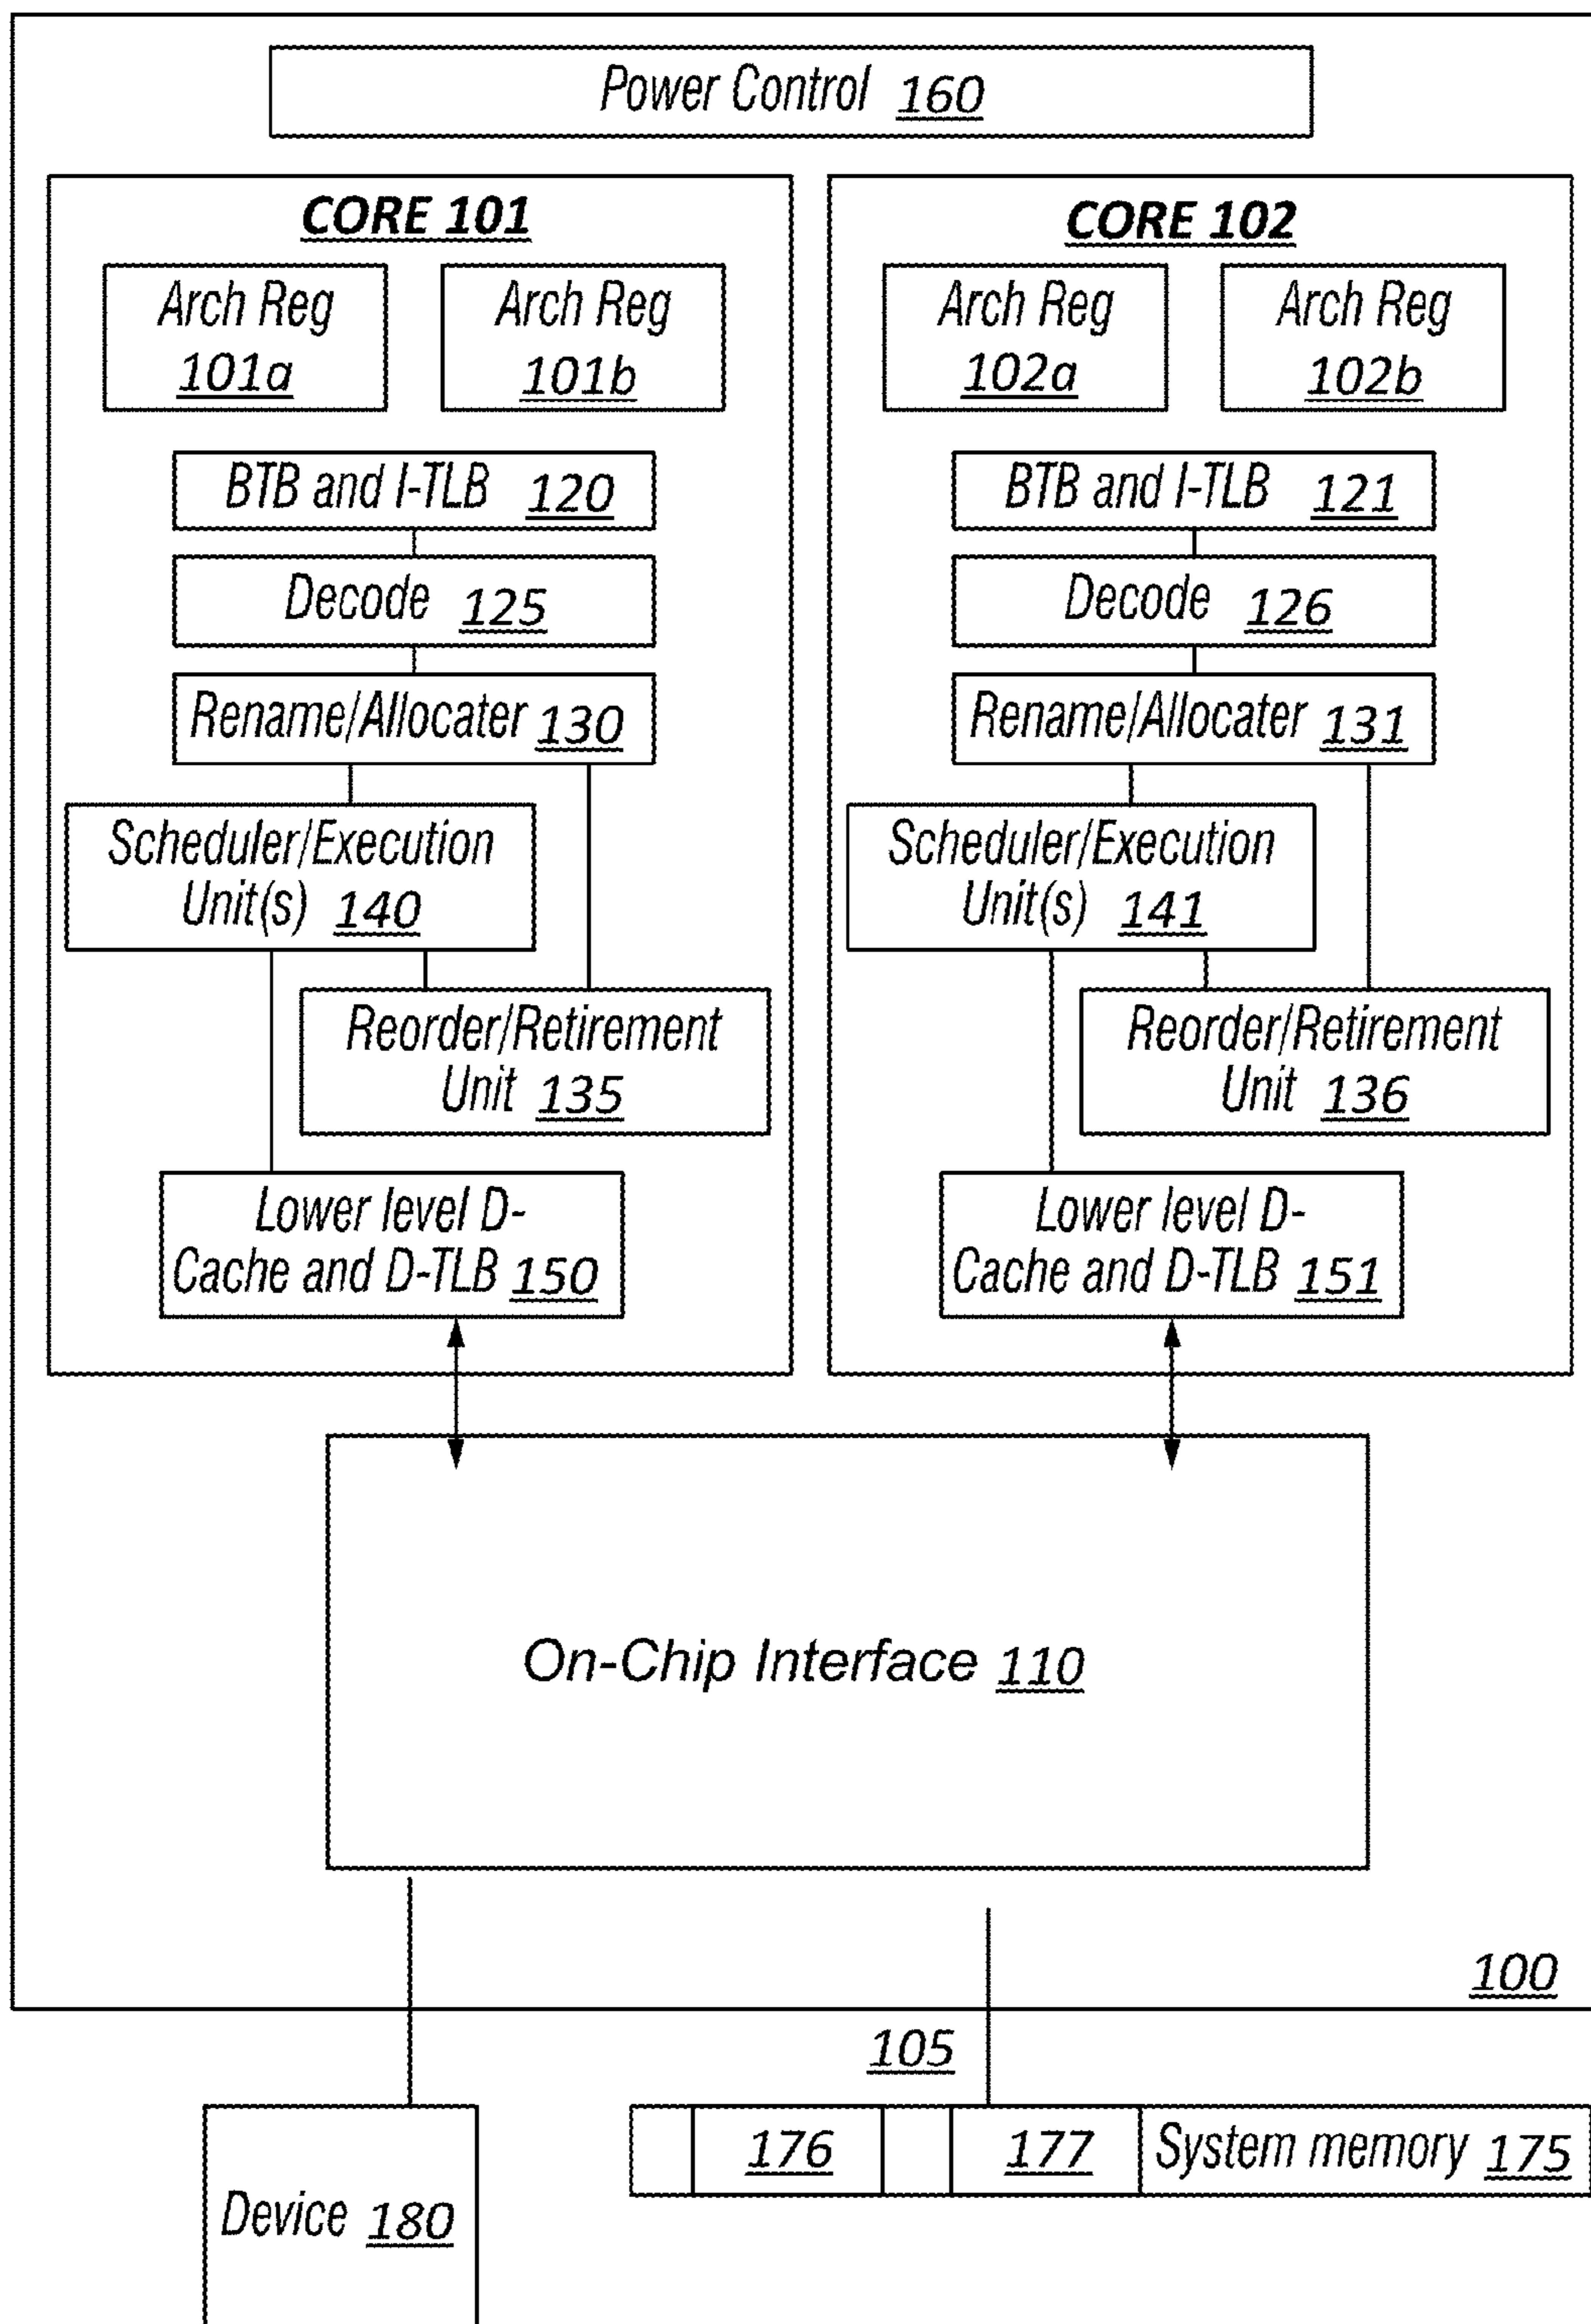 Power Control 160
CORE 101
Arch Reg
101a
Arch Reg
101b
BTB and I-TLB 120
Decode 125
Rename/Allocater 130
Scheduler/Execution
Unit(s) 140
Reorder/Retirement
Unit 135
Lower level D-
Cache and D-TLB 150
CORE 102
Arch Reg
102a
Arch Reg
102b
BTB and I-TLB 121
Decode 126
Rename/Allocater 131
Scheduler/Execution
Unit(s) 141
Reorder/Retirement
Unit 136
Lower level D-
Cache and D-TLB 151
On-Chip Interface 110
100
105
176
177
System memory 175
Device 180